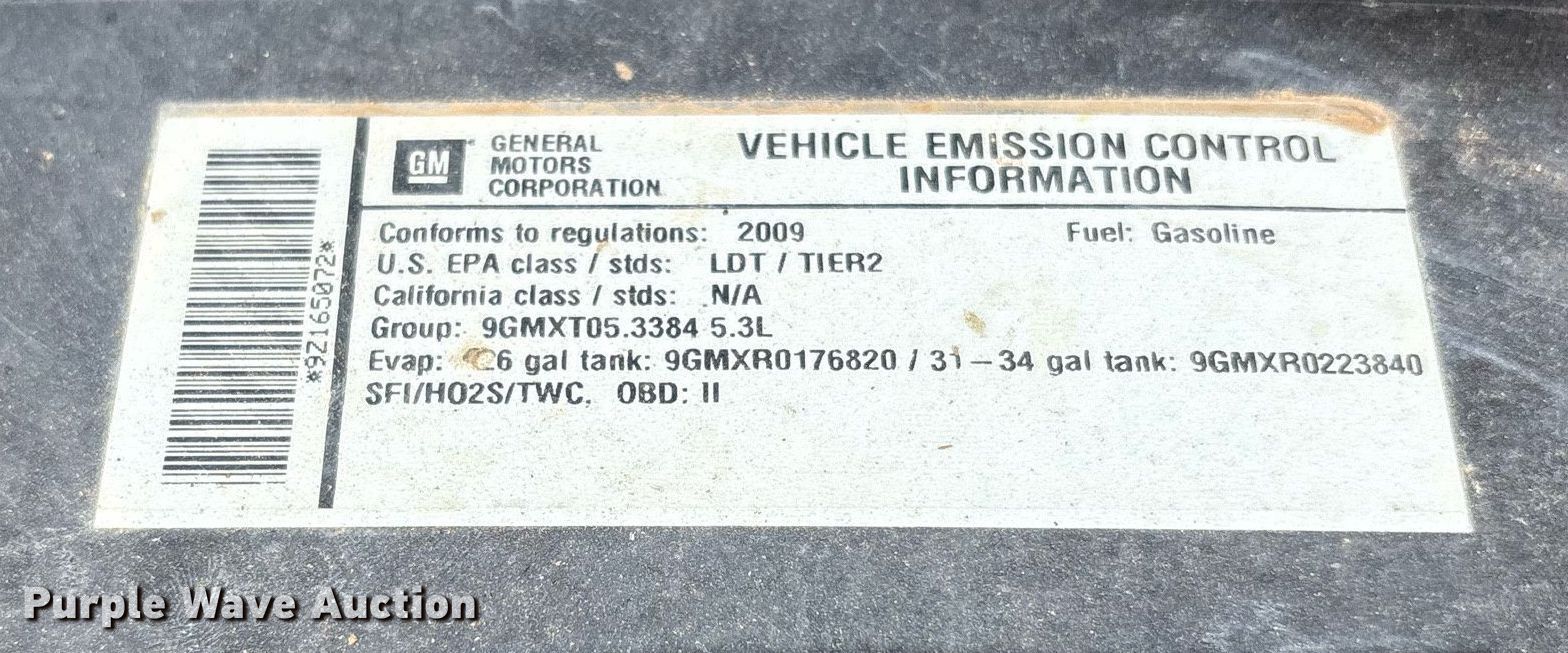 *9Z165072*
GM
GENERAL
MOTORS
CORPORATION
VEHICLE EMISSION CONTROL
INFORMATION
Conforms to regulations: 2009 Fuel: Gasoline
U.S. EPA class / stds: LDT / TIER2
California class / stds: N/A
Group: 9GMXT05.3384 5.3L
Evap: 26 gal tank: 9GMXR0176820 / 31-34 gal tank: 9GMXR0223840
SFI/HO2S/TWC, OBD: II
Purple Wave Auction